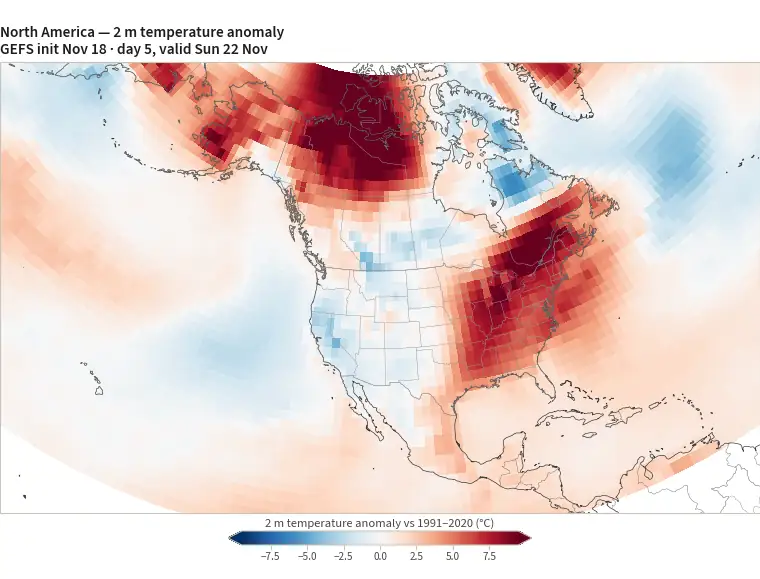 North America — 2 m temperature anomaly
GEFS init Nov 18 · day 5, valid Sun 22 Nov
2 m temperature anomaly vs 1991–2020 (°C)
−7.5 −5.0 −2.5 0.0 2.5 5.0 7.5